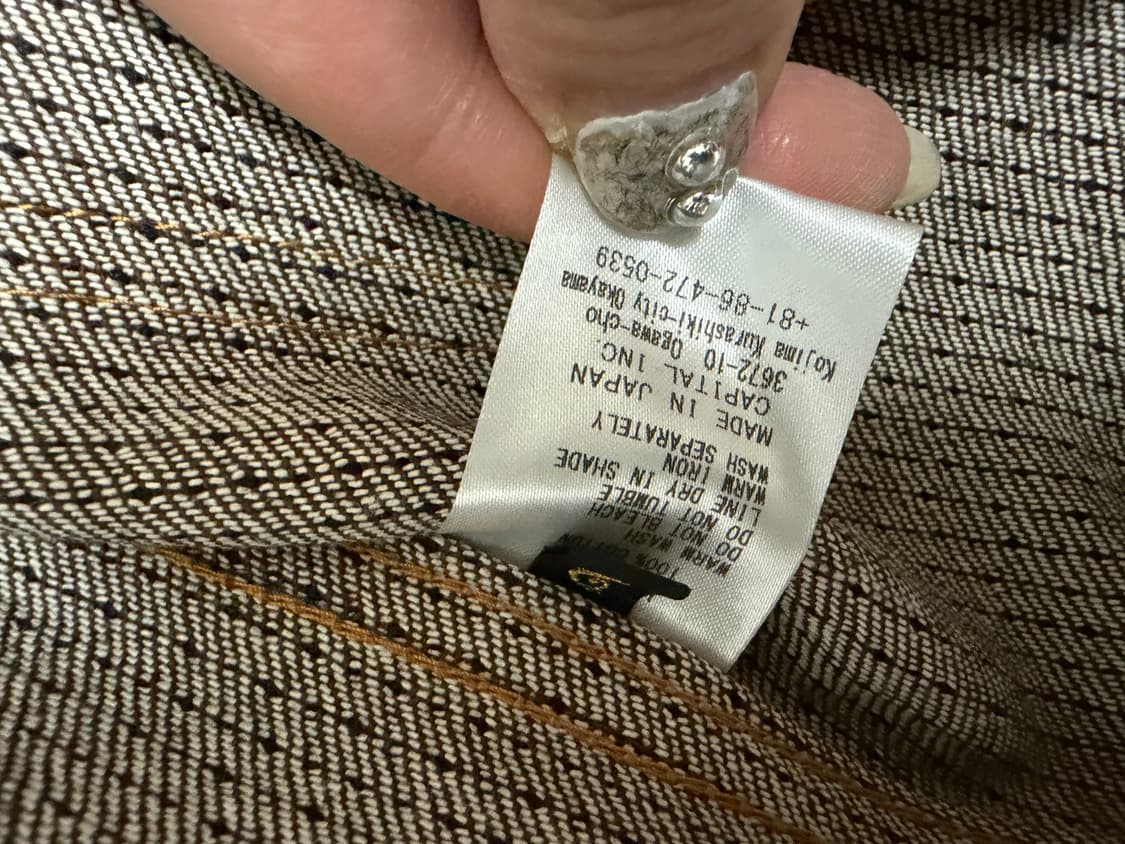 100% COTTON
WARM WASH
DO NOT BLEACH
DO NOT TUMBLE
LINE DRY IN SHADE
WARM IRON
WASH SEPARATELY
MADE IN JAPAN
CAPITAL INC.
3672-10 Ogawa-cho
Kojima Kurashiki-city Okayama
+81-86-472-0539